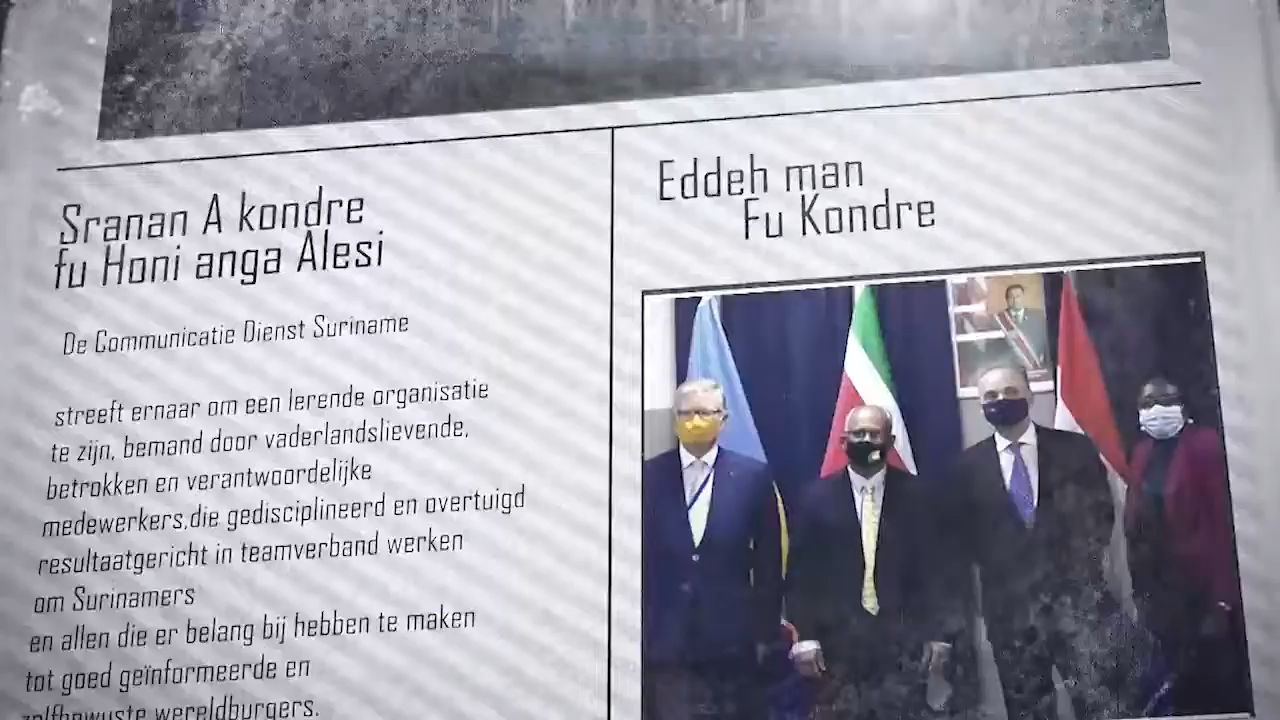 Sranan A kondre
fu Honi anga Alesi
De Communicatie Dienst Suriname
streeft ernaar om een lerende organisatie
te zijn, bemand door vaderlandslievende,
betrokken en verantwoordelijke
medewerkers,die gedisciplineerd en overtuigd
resultaatgericht in teamverband werken
om Surinamers
en allen die er belang bij hebben te maken
tot goed geïnformeerde en
zelfbewuste wereldburgers.
Eddeh man
Fu Kondre